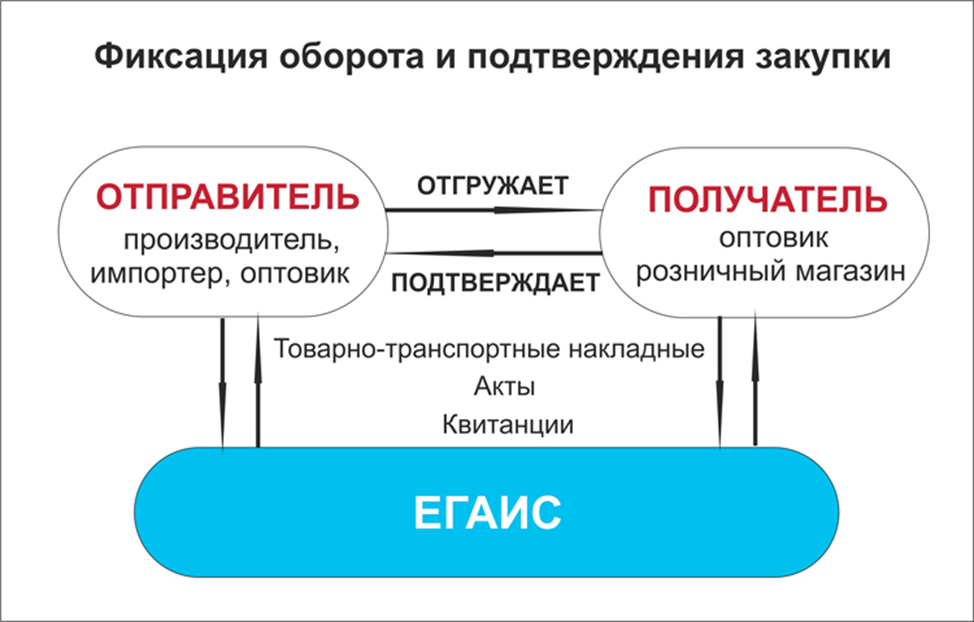 Фиксация оборота и подтверждения закупки
ОТПРАВИТЕЛЬ
производитель,
импортер, оптовик
ОТГРУЖАЕТ
ПОДТВЕРЖДАЕТ
ПОЛУЧАТЕЛЬ
оптовик
розничный магазин
Товарно-транспортные накладные
Акты
Квитанции
ЕГАИС